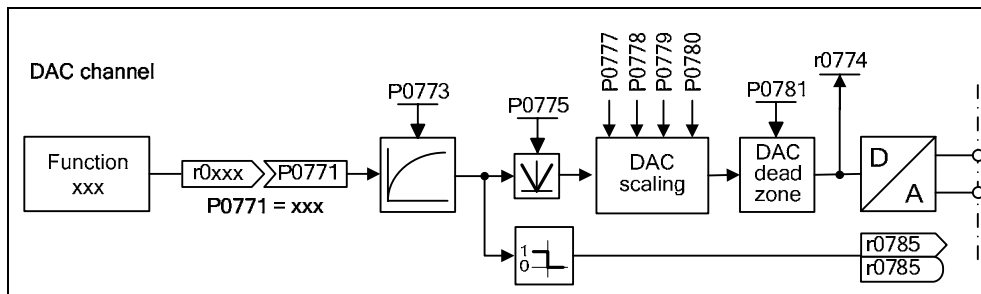 DAC channel
Function
xxx
r0xxx
P0771
P0771 = xxx
P0773
P0775
P0777
P0778
P0779
P0780
DAC
scaling
P0781
DAC
dead
zone
r0774
D
A
1
0
r0785
r0785